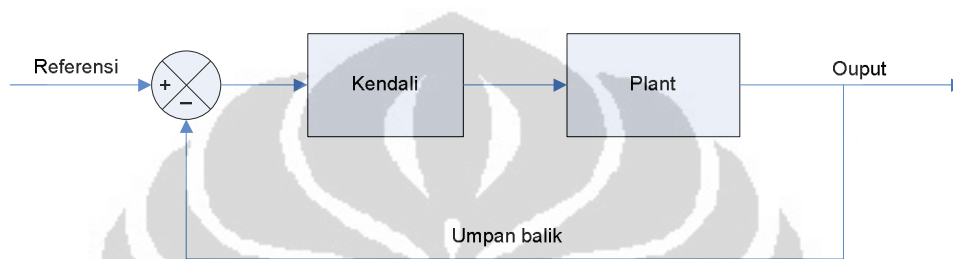 Referensi
+
−
Kendali
Plant
Ouput
Umpan balik